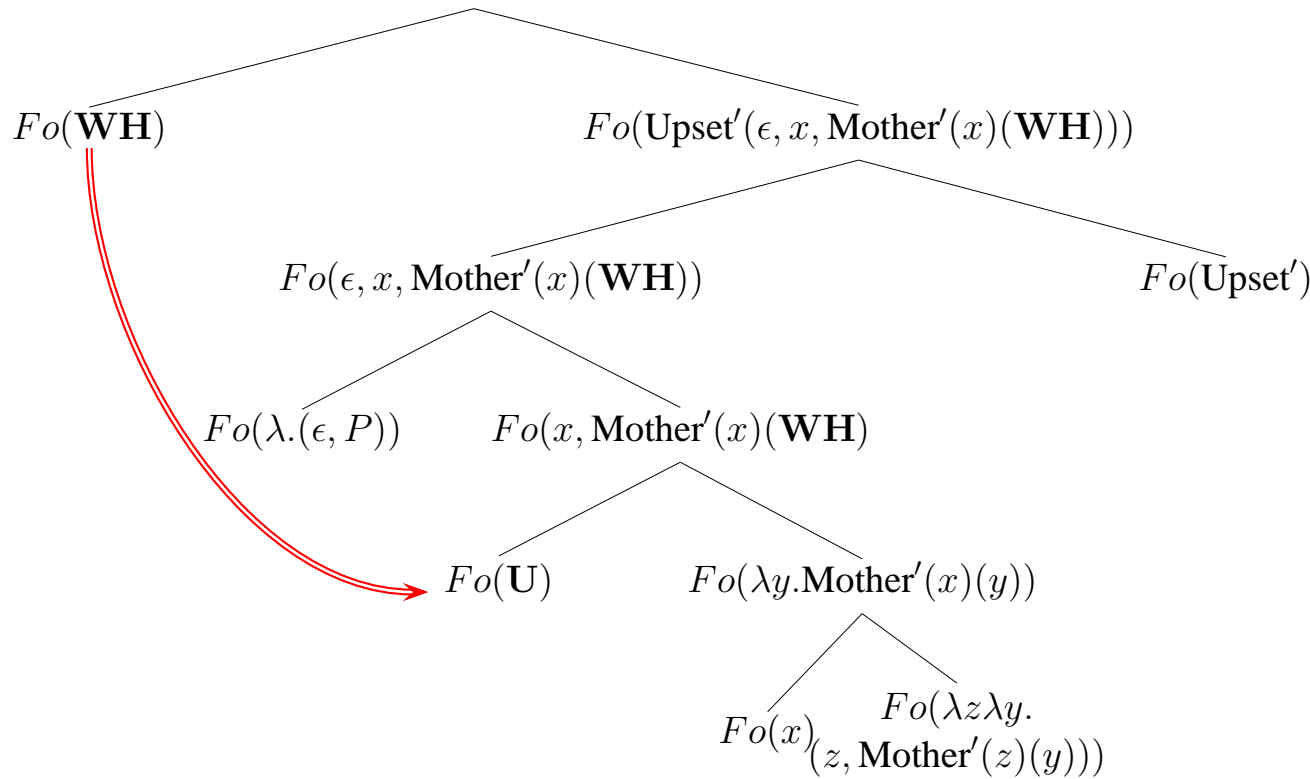 Fo(WH)
Fo(Upset′(ϵ, x, Mother′(x)(WH)))
Fo(ϵ, x, Mother′(x)(WH))
Fo(Upset′)
Fo(λ.(ϵ, P))
Fo(x, Mother′(x)(WH)
Fo(U)
Fo(λy.Mother′(x)(y))
Fo(x)
Fo(λzλy.
(z, Mother′(z)(y)))